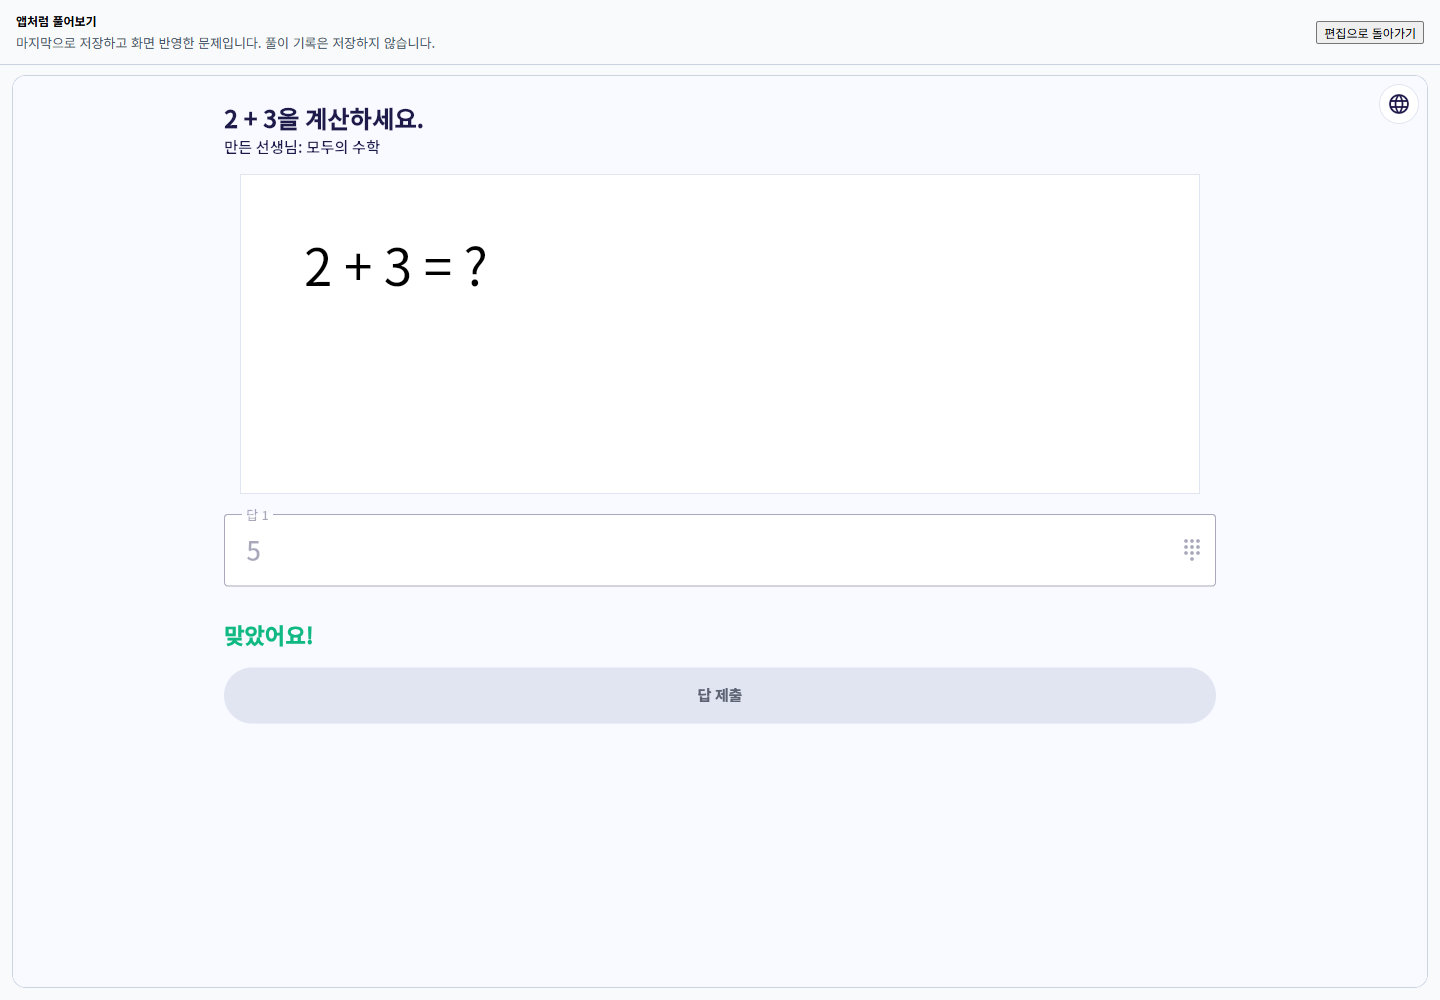 앱처럼 풀어보기
마지막으로 저장하고 화면 반영한 문제입니다. 풀이 기록은 저장하지 않습니다.
편집으로 돌아가기
2 + 3을 계산하세요.
만든 선생님: 모두의 수학
2 + 3 = ?
답 1
5
맞았어요!
답 제출